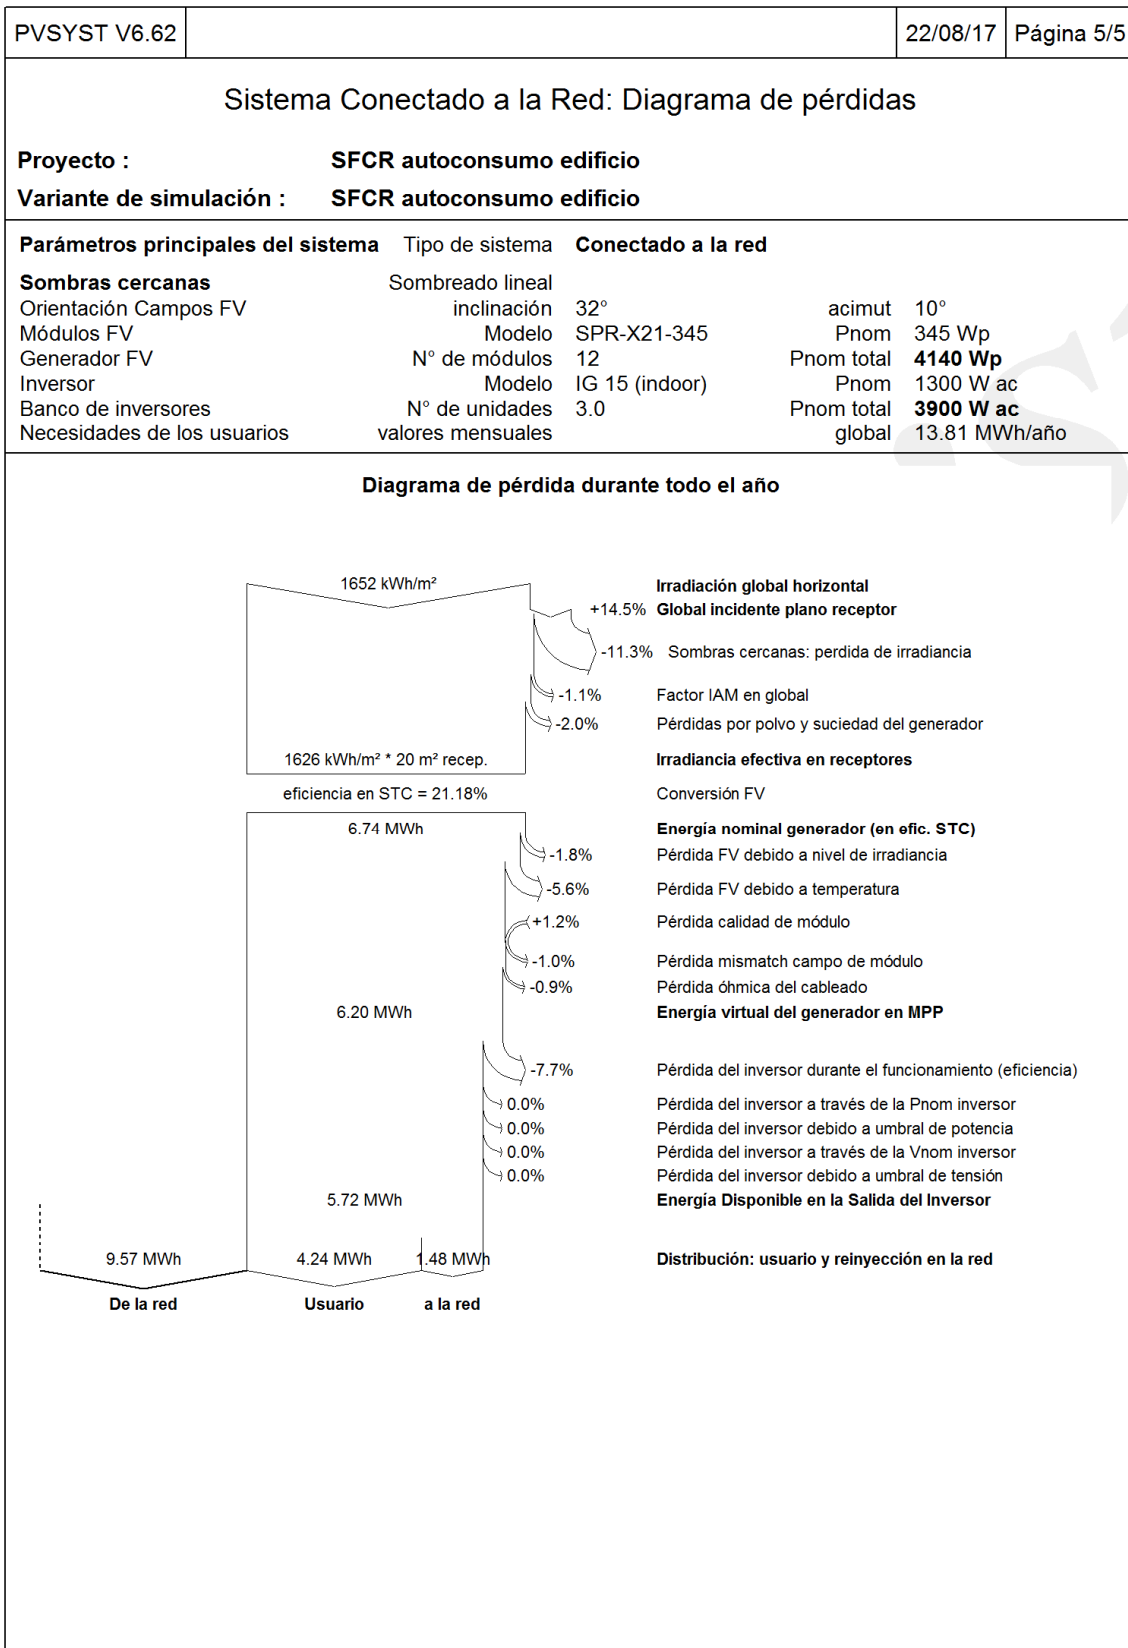 PVSYST V6.62 22/08/17 Página 5/5
Sistema Conectado a la Red: Diagrama de pérdidas
Proyecto : SFCR autoconsumo edificio
Variante de simulación : SFCR autoconsumo edificio
Parámetros principales del sistema Tipo de sistema Conectado a la red
Sombras cercanas Sombreado lineal
Orientación Campos FV inclinación 32° acimut 10°
Módulos FV Modelo SPR-X21-345 Pnom 345 Wp
Generador FV N° de módulos 12 Pnom total 4140 Wp
Inversor Modelo IG 15 (indoor) Pnom 1300 W ac
Banco de inversores N° de unidades 3.0 Pnom total 3900 W ac
Necesidades de los usuarios valores mensuales global 13.81 MWh/año
Diagrama de pérdida durante todo el año
1652 kWh/m² Irradiación global horizontal
+14.5% Global incidente plano receptor
-11.3% Sombras cercanas: perdida de irradiancia
-1.1% Factor IAM en global
-2.0% Pérdidas por polvo y suciedad del generador
1626 kWh/m² * 20 m² recep. Irradiancia efectiva en receptores
eficiencia en STC = 21.18% Conversión FV
6.74 MWh Energía nominal generador (en efic. STC)
-1.8% Pérdida FV debido a nivel de irradiancia
-5.6% Pérdida FV debido a temperatura
+1.2% Pérdida calidad de módulo
-1.0% Pérdida mismatch campo de módulo
-0.9% Pérdida óhmica del cableado
6.20 MWh Energía virtual del generador en MPP
-7.7% Pérdida del inversor durante el funcionamiento (eficiencia)
0.0% Pérdida del inversor a través de la Pnom inversor
0.0% Pérdida del inversor debido a umbral de potencia
0.0% Pérdida del inversor a través de la Vnom inversor
0.0% Pérdida del inversor debido a umbral de tensión
5.72 MWh Energía Disponible en la Salida del Inversor
9.57 MWh 4.24 MWh 1.48 MWh Distribución: usuario y reinyección en la red
De la red Usuario a la red